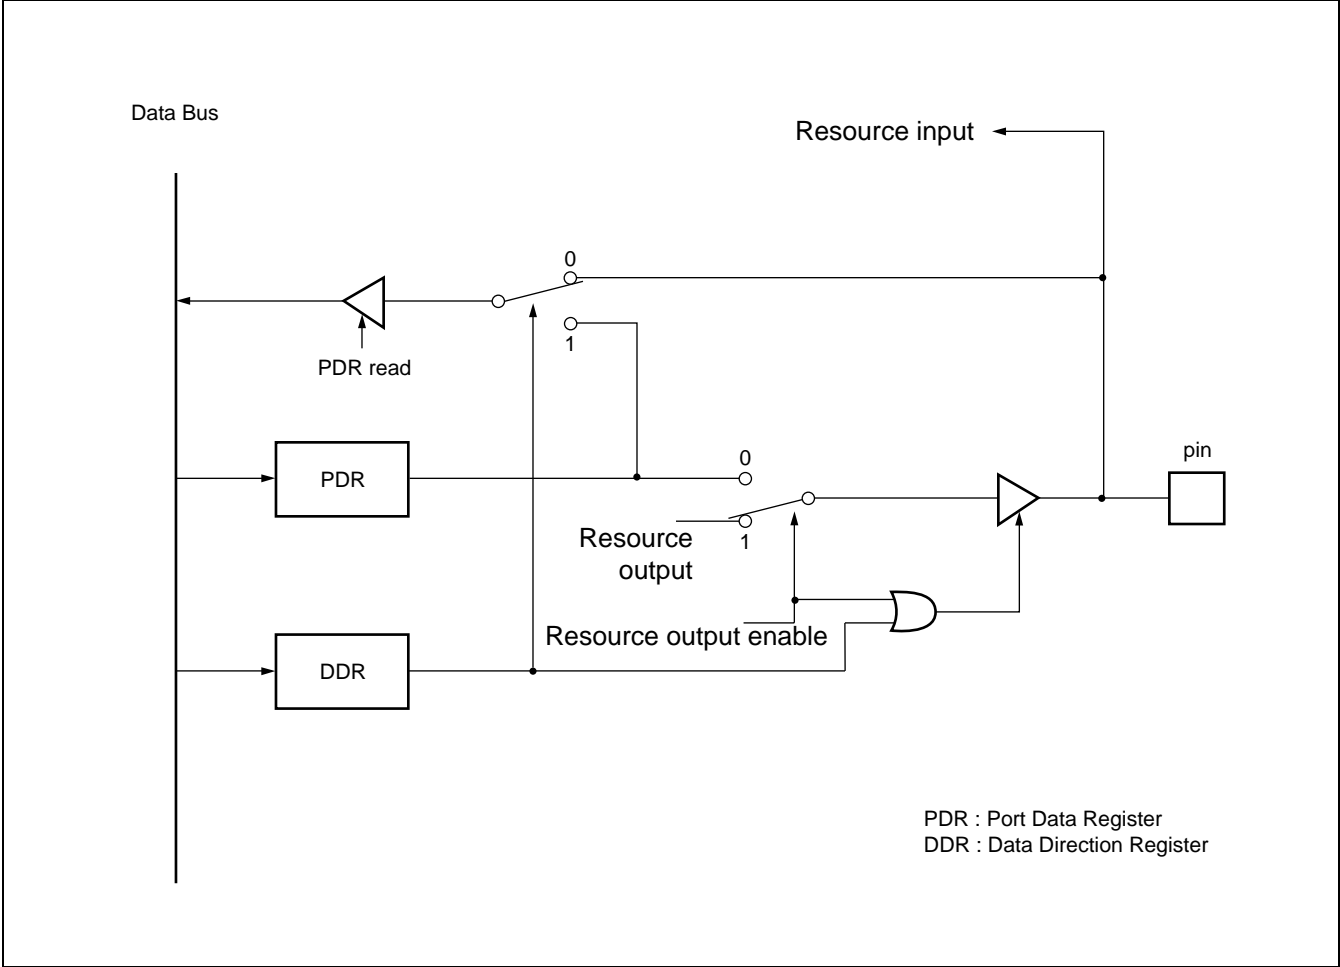 Data Bus
Resource input
0
1
PDR read
PDR
0
pin
Resource
output
1
Resource output enable
DDR
PDR : Port Data Register
DDR : Data Direction Register